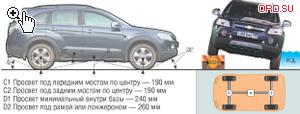 ORD.SU
28°
C1 Просвет под передним мостом по центру — 190 мм
C2 Просвет под задним мостом по центру — 190 мм
D1 Просвет минимальный внутри базы — 240 мм
D2 Просвет под рамой или лонжероном — 260 мм